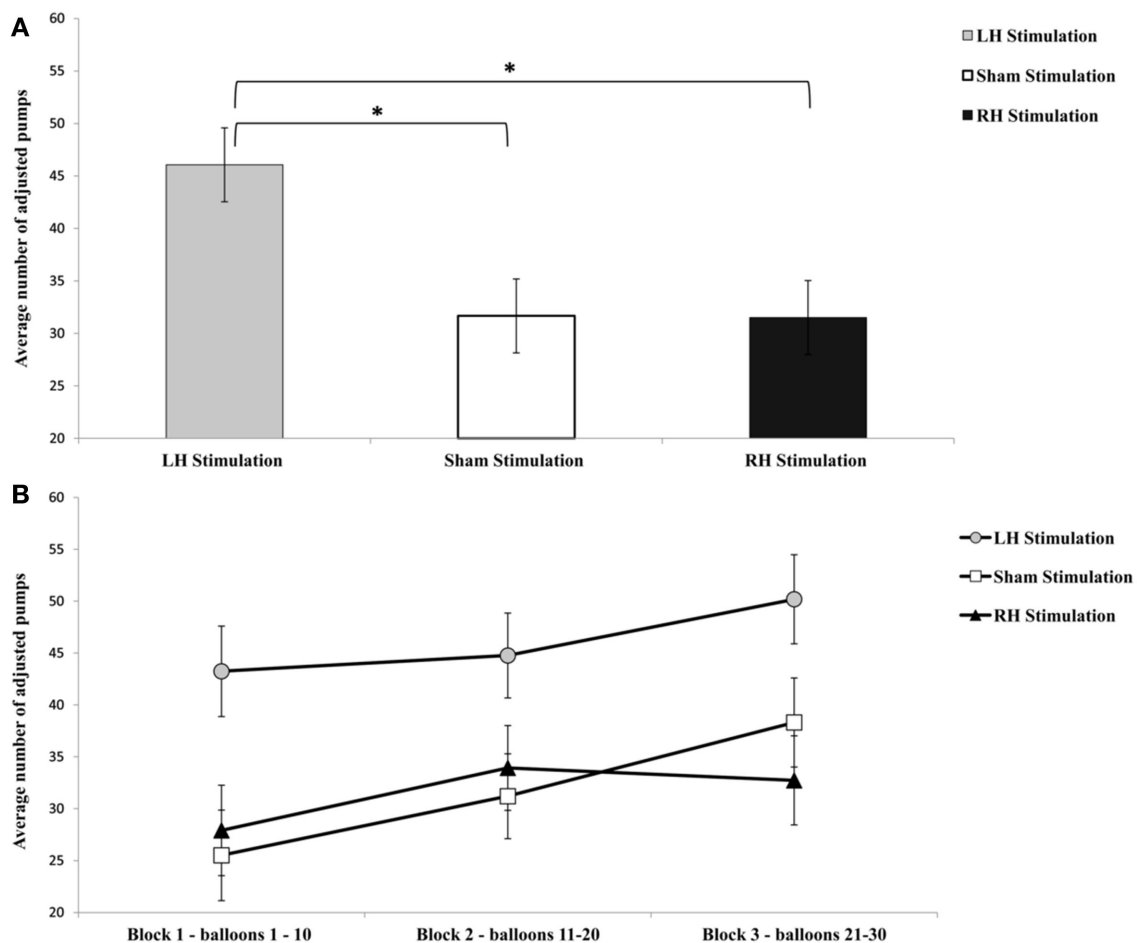 A
60
55
50
45
40
35
30
25
20
Average number of adjusted pumps
*
*
LH Stimulation
Sham Stimulation
RH Stimulation
LH Stimulation
Sham Stimulation
RH Stimulation
B
60
55
50
45
40
35
30
25
20
Average number of adjusted pumps
LH Stimulation
Sham Stimulation
RH Stimulation
Block 1 - balloons 1 - 10
Block 2 - balloons 11-20
Block 3 - balloons 21-30